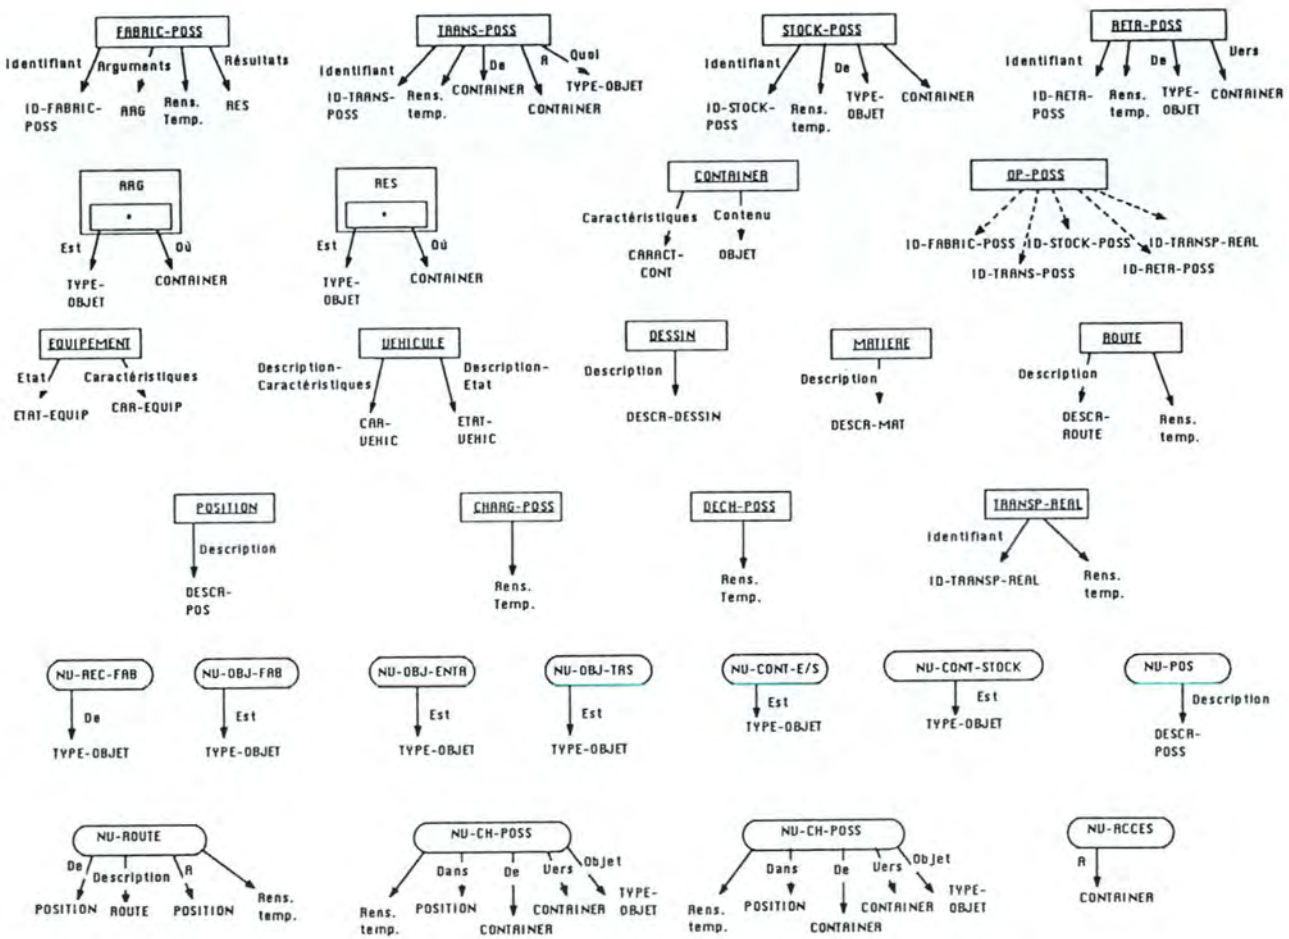 FABRIC-POSS
Identifiant Arguments Résultats
ID-FABRIC-
POSS
ARG
Rens.
Temp.
RES
TRANS-POSS
Identifiant De A Quoi
ID-TRANS-
POSS
Rens.
temp.
CONTAINER
CONTAINER
TYPE-OBJET
STOCK-POSS
Identifiant De
ID-STOCK-
POSS
Rens.
temp.
TYPE-
OBJET
CONTAINER
RETR-POSS
Identifiant De Vers
ID-RETR-
POSS
Rens.
temp.
TYPE-
OBJET
CONTAINER
ARG
*
Est Où
TYPE-
OBJET
CONTAINER
RES
*
Est Où
TYPE-
OBJET
CONTAINER
CONTAINER
Caractéristiques Contenu
CARACT-
CONT
OBJET
OP-POSS
ID-FABRIC-POSS ID-STOCK-POSS ID-TRANSP-REAL
ID-TRANS-POSS ID-RETR-POSS
EQUIPEMENT
Etat Caractéristiques
ETAT-EQUIP CAR-EQUIP
VEHICULE
Description-
Caractéristiques
Description-
Etat
CAR-
VEHIC
ETAT-
VEHIC
DESSIN
Description
DESCR-DESSIN
MATIERE
Description
DESCR-MAT
ROUTE
Description
DESCR-
ROUTE
Rens.
temp.
POSITION
Description
DESCR-
POS
CHARG-POSS
Rens.
Temp.
DECH-POSS
Rens.
Temp.
TRANSP-REAL
Identifiant
ID-TRANSP-REAL
Rens.
temp.
NU-REC-FAB
De
TYPE-OBJET
NU-OBJ-FAB
Est
TYPE-OBJET
NU-OBJ-ENTR
Est
TYPE-OBJET
NU-OBJ-TRS
Est
TYPE-OBJET
NU-CONT-E/S
Est
TYPE-OBJET
NU-CONT-STOCK
Est
TYPE-OBJET
NU-POS
Description
DESCR-
POSS
NU-ROUTE
De Description A
POSITION ROUTE POSITION
Rens.
temp.
NU-CH-POSS
Dans De Vers Objet
Rens.
temp.
POSITION
CONTAINER
CONTAINER
TYPE-
OBJET
NU-CH-POSS
Dans De Vers Objet
Rens.
temp.
POSITION
CONTAINER
CONTAINER
TYPE-
OBJET
NU-ACCES
A
CONTAINER